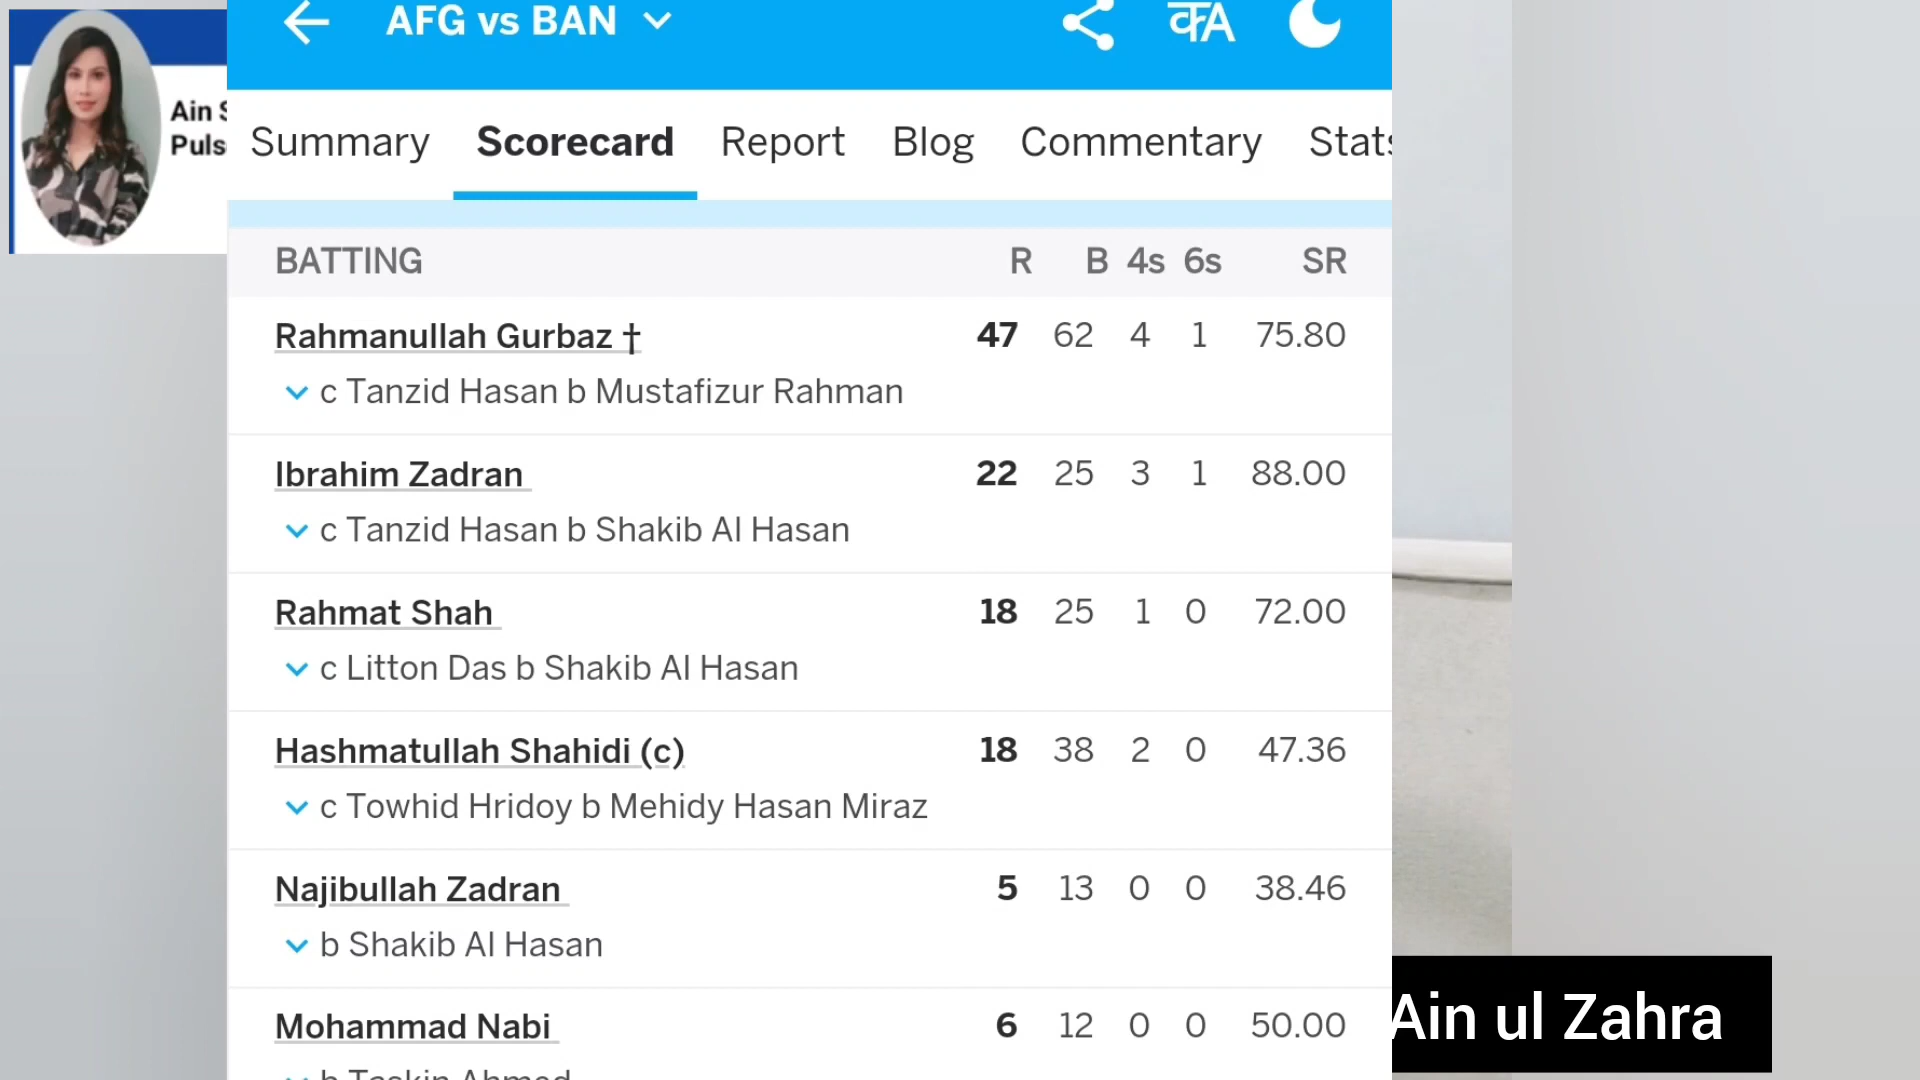 AFG vs BAN
Ain
Summary Scorecard Report Blog Commentary Stats
BATTING R B 4s 6s SR
Rahmanullah Gurbaz † 47 62 4 1 75.80
c Tanzid Hasan b Mustafizur Rahman
Ibrahim Zadran 22 25 3 1 88.00
c Tanzid Hasan b Shakib Al Hasan
Rahmat Shah 18 25 1 0 72.00
c Litton Das b Shakib Al Hasan
Hashmatullah Shahidi (c) 18 38 2 0 47.36
c Towhid Hridoy b Mehidy Hasan Miraz
Najibullah Zadran 5 13 0 0 38.46
b Shakib Al Hasan
Mohammad Nabi 6 12 0 0 50.00
b Taskin Ahmed
Ain ul Zahra